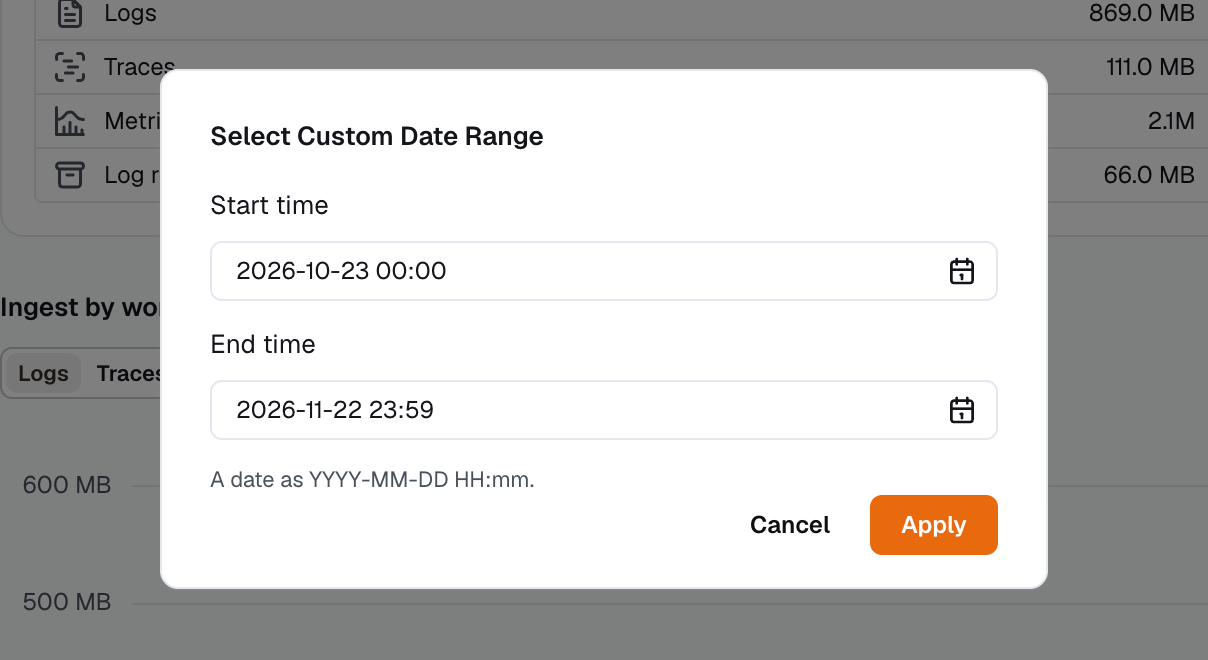 Logs 869.0 MB
Traces 111.0 MB
Metri 2.1M
Log r 66.0 MB
Select Custom Date Range
Start time
2026-10-23 00:00
Ingest by wo
End time
Logs Traces
2026-11-22 23:59
A date as YYYY-MM-DD HH:mm.
600 MB
Cancel Apply
500 MB